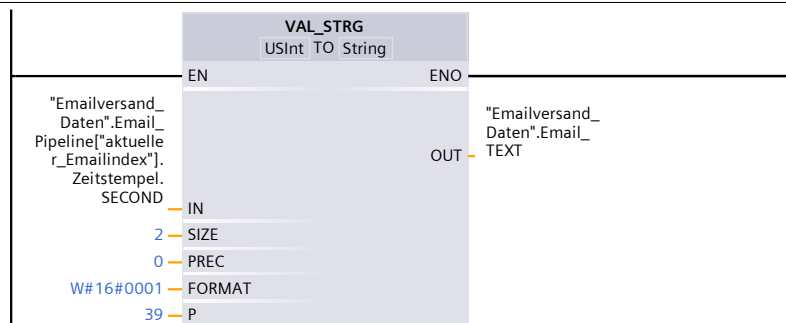 VAL_STRG
USInt TO String
EN ENO
"Emailversand_
Daten".Email_
Pipeline["aktuelle
r_Emailindex"].
Zeitstempel.
SECOND
IN
"Emailversand_
Daten".Email_
TEXT
OUT
2 SIZE
0 PREC
W#16#0001 FORMAT
39 P